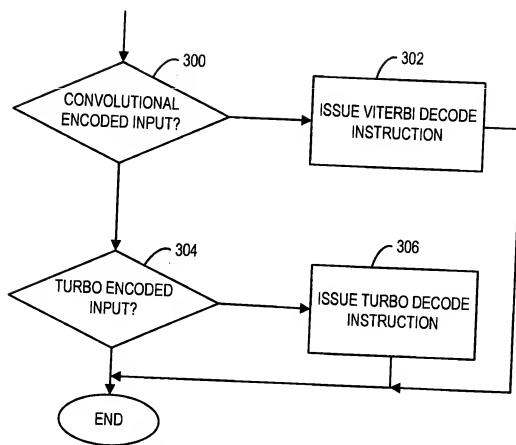 300
CONVOLUTIONAL
ENCODED INPUT?
302
ISSUE VITERBI DECODE
INSTRUCTION
304
TURBO ENCODED
INPUT?
306
ISSUE TURBO DECODE
INSTRUCTION
END